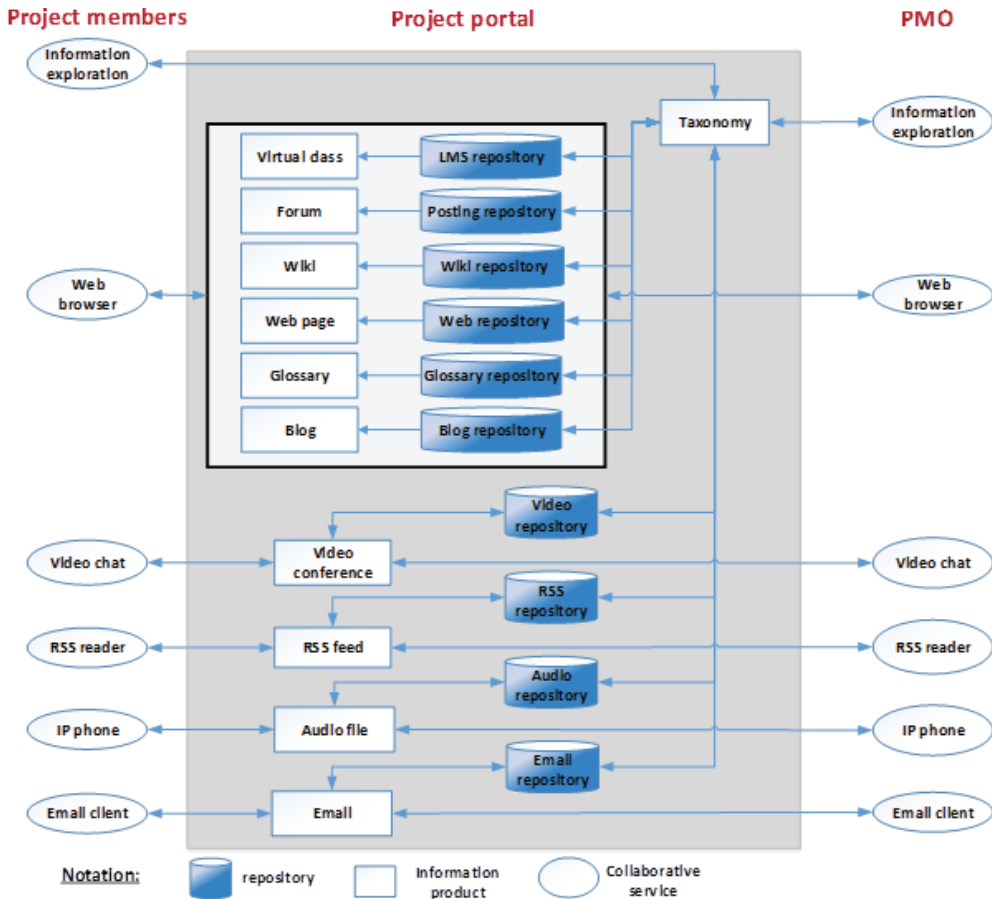 Project members
Project portal
PMO
Information
exploration
Taxonomy
Information
exploration
Virtual dass
LMS repository
Forum
Posting repository
Wiki
Wiki repository
Web
browser
Web
browser
Web page
Web repository
Glossary
Glossary repository
Blog
Blog repository
Video
repository
Video chat
Video
conference
Video chat
RSS
repository
RSS reader
RSS feed
RSS reader
Audio
repository
IP phone
Audio file
IP phone
Email
repository
Email client
Email
Email client
Notation:
repository
Information
product
Collaborative
service